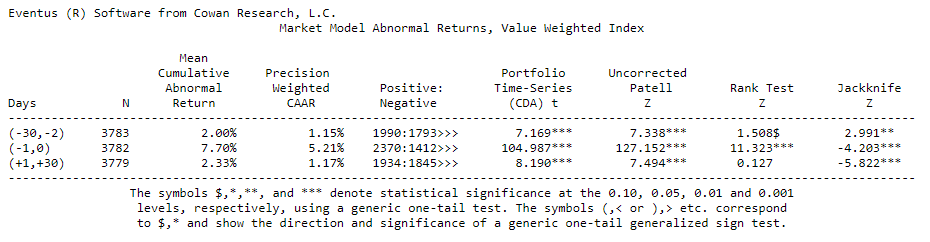 Eventus (R) Software from Cowan Research, L.C.
Market Model Abnormal Returns, Value Weighted Index
Mean
Cumulative Precision Portfolio Uncorrected
Abnormal Weighted Positive: Time-Series Patell Rank Test Jackknife
Days N Return CAAR Negative (CDA) t Z Z Z
(-30,-2) 3783 2.00% 1.15% 1990:1793>>> 7.169*** 7.338*** 1.508$ 2.991**
(-1,0) 3782 7.70% 5.21% 2370:1412>>> 104.987*** 127.152*** 11.323*** -4.203***
(+1,+30) 3779 2.33% 1.17% 1934:1845>>> 8.190*** 7.494*** 0.127 -5.822***
The symbols $,*,**, and *** denote statistical significance at the 0.10, 0.05, 0.01 and 0.001
levels, respectively, using a generic one-tail test. The symbols (,< or ),> etc. correspond
to $,* and show the direction and significance of a generic one-tail generalized sign test.